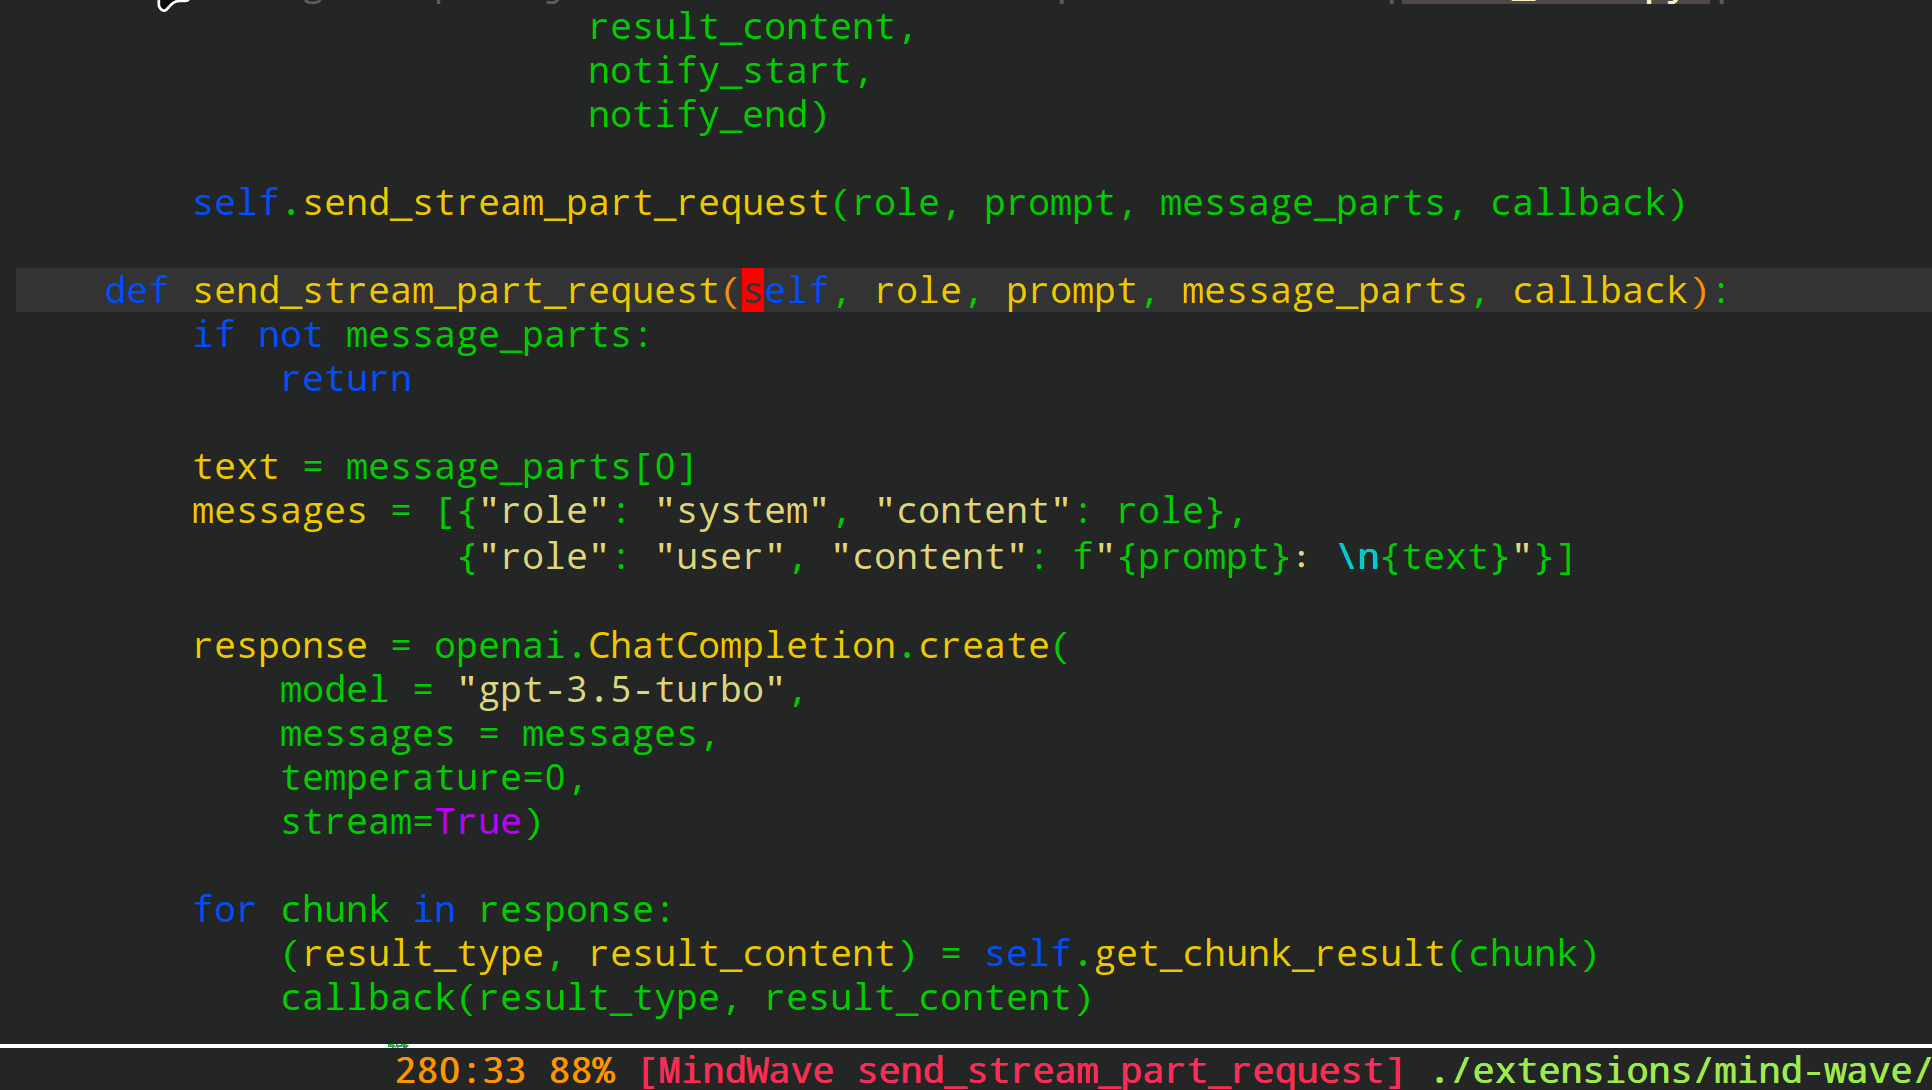 result_content,
notify_start,
notify_end)
self.send_stream_part_request(role, prompt, message_parts, callback)
def send_stream_part_request(self, role, prompt, message_parts, callback):
if not message_parts:
return
text = message_parts[0]
messages = [{"role": "system", "content": role},
{"role": "user", "content": f"{prompt}: \n{text}"}]
response = openai.ChatCompletion.create(
model = "gpt-3.5-turbo",
messages = messages,
temperature=0,
stream=True)
for chunk in response:
(result_type, result_content) = self.get_chunk_result(chunk)
callback(result_type, result_content)
280:33 88% [MindWave send_stream_part_request] ./extensions/mind-wave/